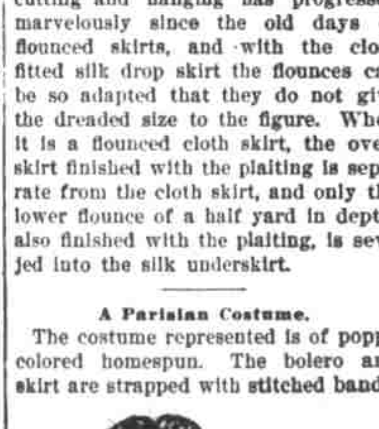 cutting and hanging has progress
marvelously since the old days
flounced skirts, and with the clo
fitted silk drop skirt the flounces ca
be so adapted that they do not giv
the dreaded size to the figure. Whe
it is a flounced cloth skirt, the ove
skirt finished with the plaiting is sep
rate from the cloth skirt, and only th
lower flounce of a half yard in dept
also finished with the plaiting, is sew
ed into the silk underskirt.
A Parisian Costume.
The costume represented is of popp
colored homespun. The bolero an
skirt are strapped with stitched band